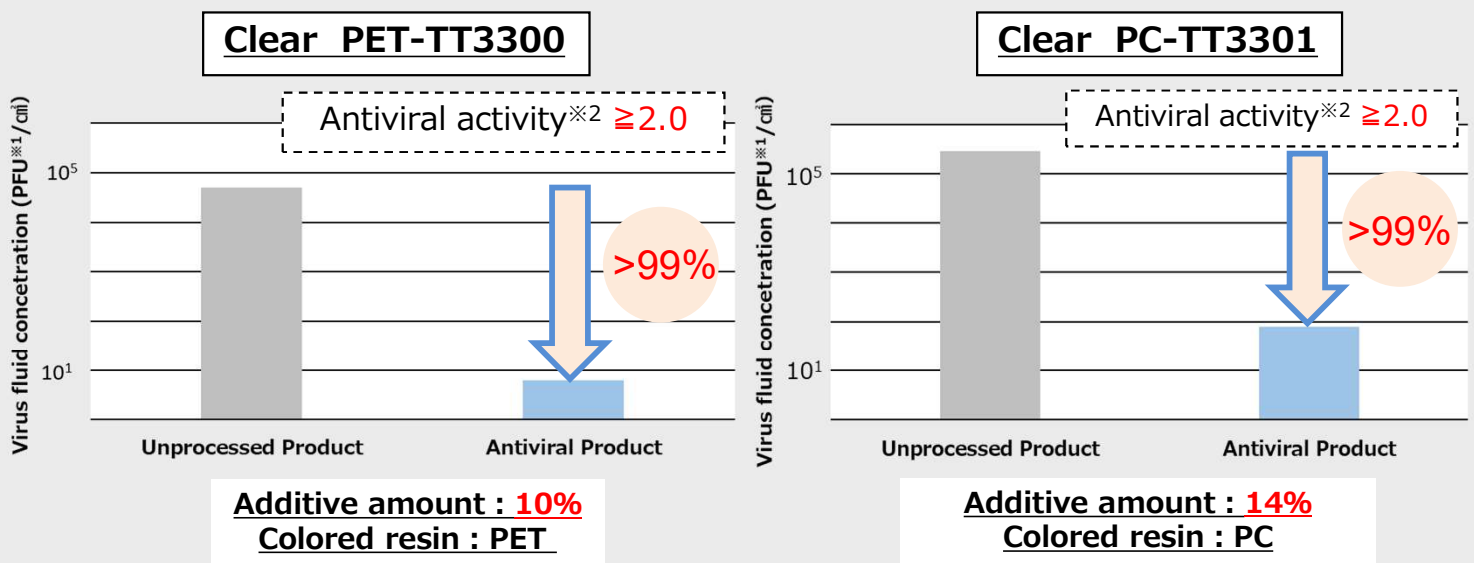 Clear PET-TT3300
Antiviral activity※2 ≧2.0
Virus fluid concetration (PFU※1/㎠)
10⁵
>99%
10¹
Unprocessed Product
Antiviral Product
Additive amount : 10%
Colored resin : PET
Clear PC-TT3301
Antiviral activity※2 ≧2.0
Virus fluid concetration (PFU※1/㎠)
10⁵
>99%
10¹
Unprocessed Product
Antiviral Product
Additive amount : 14%
Colored resin : PC